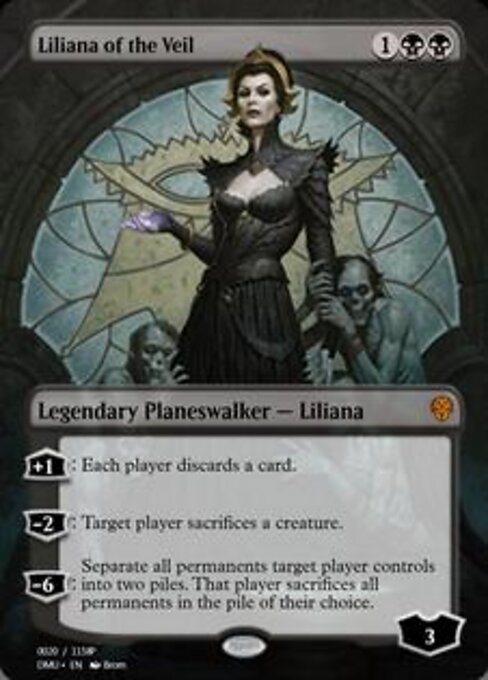 Liliana of the Veil 1
Legendary Planeswalker — Liliana
+1 : Each player discards a card.
−2 : Target player sacrifices a creature.
Separate all permanents target player controls
−6 : into two piles. That player sacrifices all
permanents in the pile of their choice.
3
DMU • EN Brom